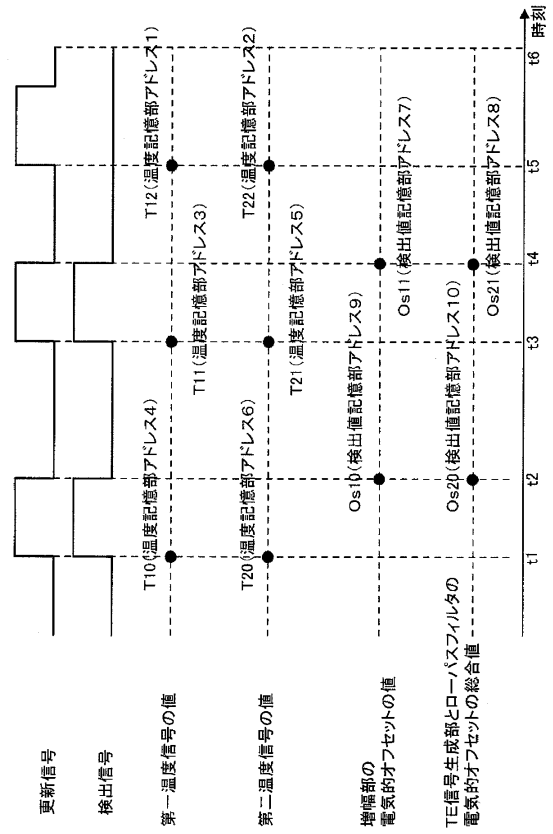 更新信号
検出信号
第一温度信号の値
T10(温度記憶部アドレス4)
T11(温度記憶部アドレス3)
T12(温度記憶部アドレス1)
第二温度信号の値
T20(温度記憶部アドレス6)
T21(温度記憶部アドレス5)
T22(温度記憶部アドレス2)
増幅部の
電気的オフセットの値
Os10(検出値記憶部アドレス9)
Os11(検出値記憶部アドレス7)
TE信号生成部とローパスフィルタの
電気的オフセットの総合値
Os20(検出値記憶部アドレス10)
Os21(検出値記憶部アドレス8)
t1
t2
t3
t4
t5
t6
時刻